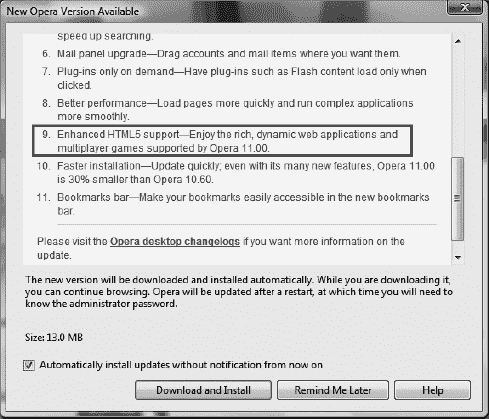 New Opera Version Available
speed up searching.
6. Mail panel upgrade—Drag accounts and mail items where you want them.
7. Plug-ins only on demand—Have plug-ins such as Flash content load only when
clicked.
8. Better performance—Load pages more quickly and run complex applications
more smoothly.
9. Enhanced HTML5 support—Enjoy the rich, dynamic web applications and
multiplayer games supported by Opera 11.00.
10. Faster installation—Update quickly; even with its many new features, Opera 11.00
is 30% smaller than Opera 10.60.
11. Bookmarks bar—Make your bookmarks easily accessible in the new bookmarks
bar.
Please visit the Opera desktop changelogs if you want more information on the
update.
The new version will be downloaded and installed automatically. While you are downloading it,
you can continue browsing. Opera will be updated after a restart, at which time you will need to
know the administrator password.
Size: 13.0 MB
Automatically install updates without notification from now on
Download and Install
Remind Me Later
Help